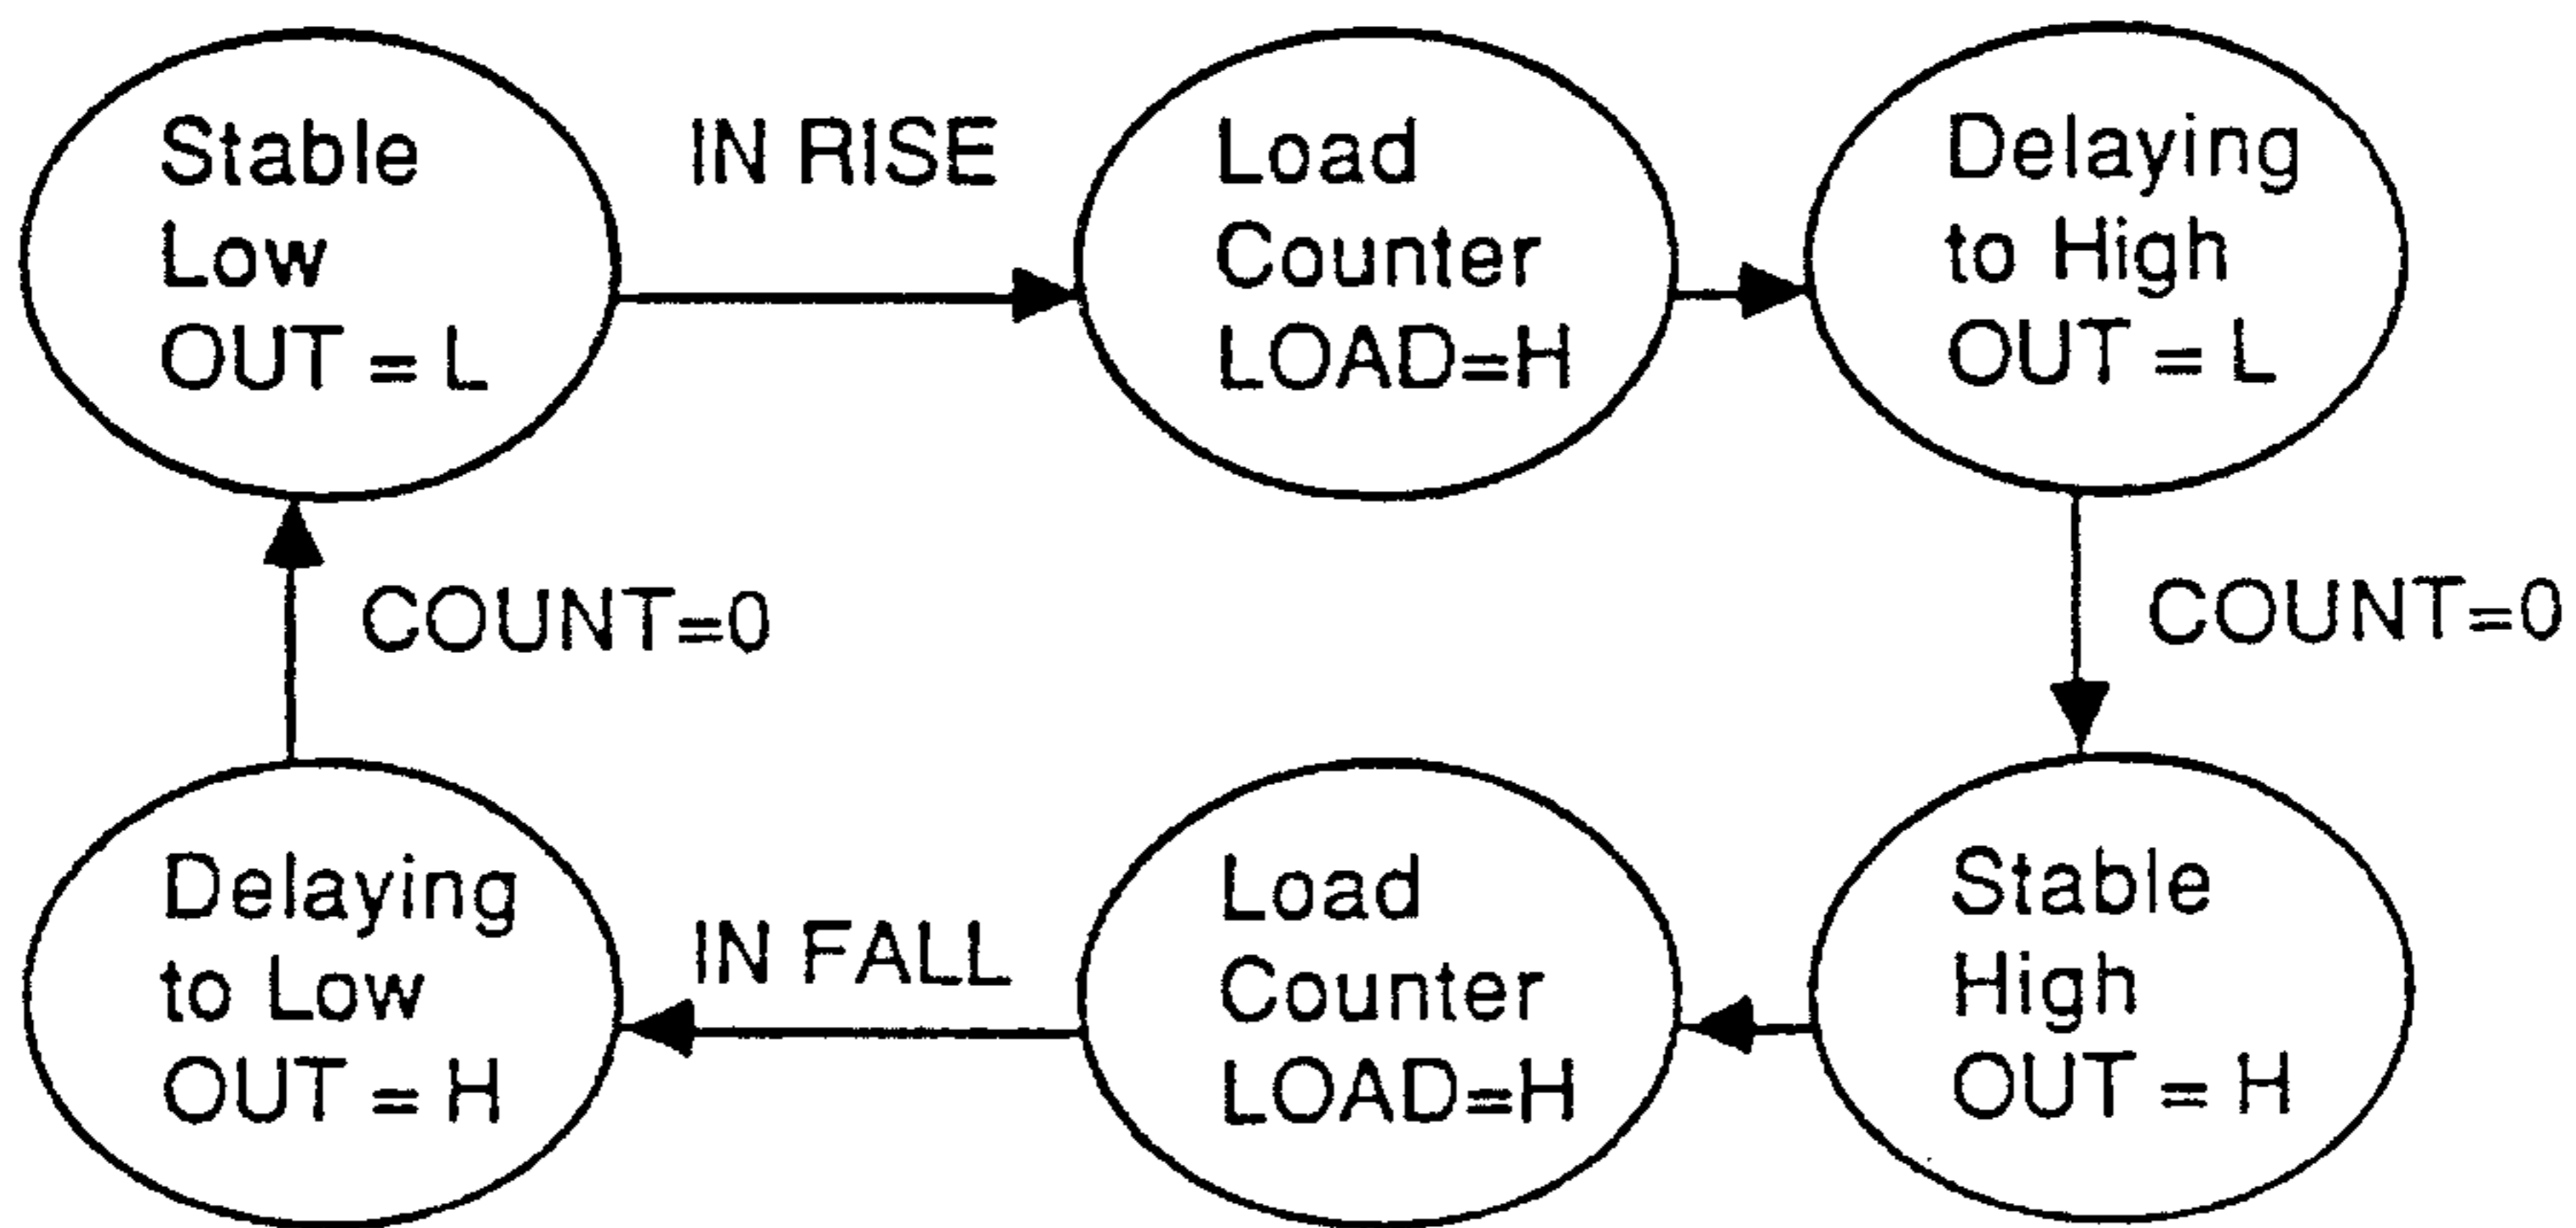 Stable
Low
OUT = L
IN RISE
Load
Counter
LOAD=H
Delaying
to High
OUT = L
COUNT=0
COUNT=0
Delaying
to Low
OUT = H
IN FALL
Load
Counter
LOAD=H
Stable
High
OUT = H